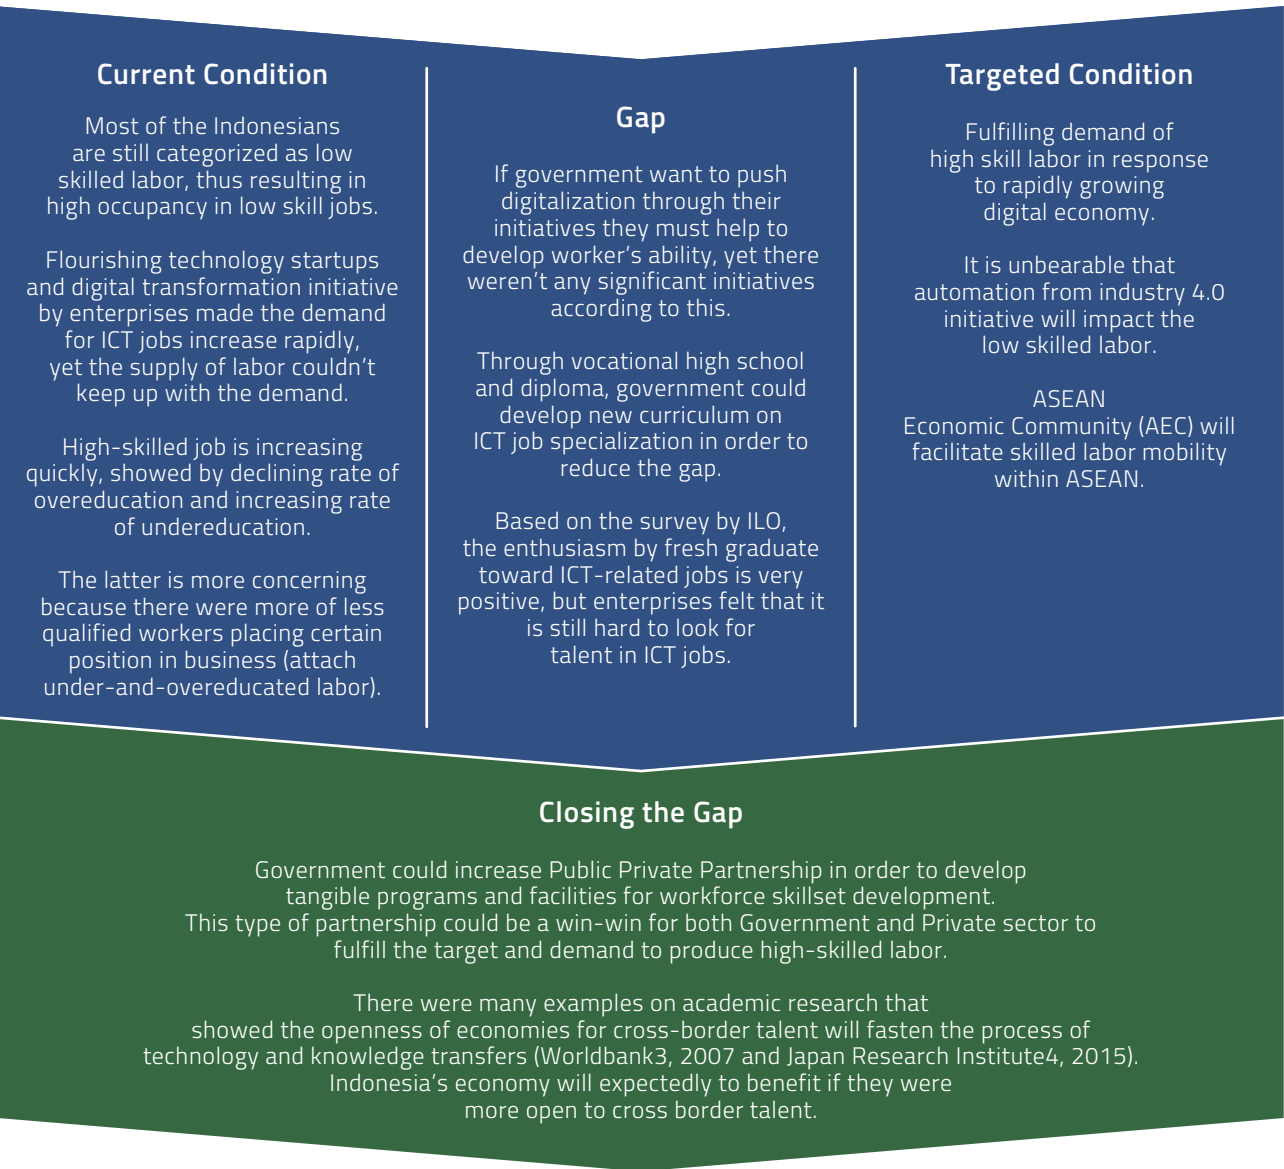 Current Condition
Most of the Indonesians
are still categorized as low
skilled labor, thus resulting in
high occupancy in low skill jobs.
Flourishing technology startups
and digital transformation initiative
by enterprises made the demand
for ICT jobs increase rapidly,
yet the supply of labor couldn't
keep up with the demand.
High-skilled job is increasing
quickly, showed by declining rate of
overeducation and increasing rate
of undereducation.
The latter is more concerning
because there were more of less
qualified workers placing certain
position in business (attach
under-and-overeducated labor).
Gap
If government want to push
digitalization through their
initiatives they must help to
develop worker's ability, yet there
weren't any significant initiatives
according to this.
Through vocational high school
and diploma, government could
develop new curriculum on
ICT job specialization in order to
reduce the gap.
Based on the survey by ILO,
the enthusiasm by fresh graduate
toward ICT-related jobs is very
positive, but enterprises felt that it
is still hard to look for
talent in ICT jobs.
Targeted Condition
Fulfilling demand of
high skill labor in response
to rapidly growing
digital economy.
It is unbearable that
automation from industry 4.0
initiative will impact the
low skilled labor.
ASEAN
Economic Community (AEC) will
facilitate skilled labor mobility
within ASEAN.
Closing the Gap
Government could increase Public Private Partnership in order to develop
tangible programs and facilities for workforce skillset development.
This type of partnership could be a win-win for both Government and Private sector to
fulfill the target and demand to produce high-skilled labor.
There were many examples on academic research that
showed the openness of economies for cross-border talent will fasten the process of
technology and knowledge transfers (Worldbank3, 2007 and Japan Research Institute4, 2015).
Indonesia's economy will expectedly to benefit if they were
more open to cross border talent.